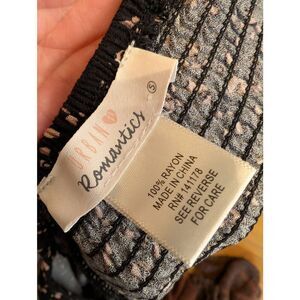 URBAN
Romantics
S
100% RAYON
MADE IN CHINA
RN# 141178
SEE REVERSE
FOR CARE